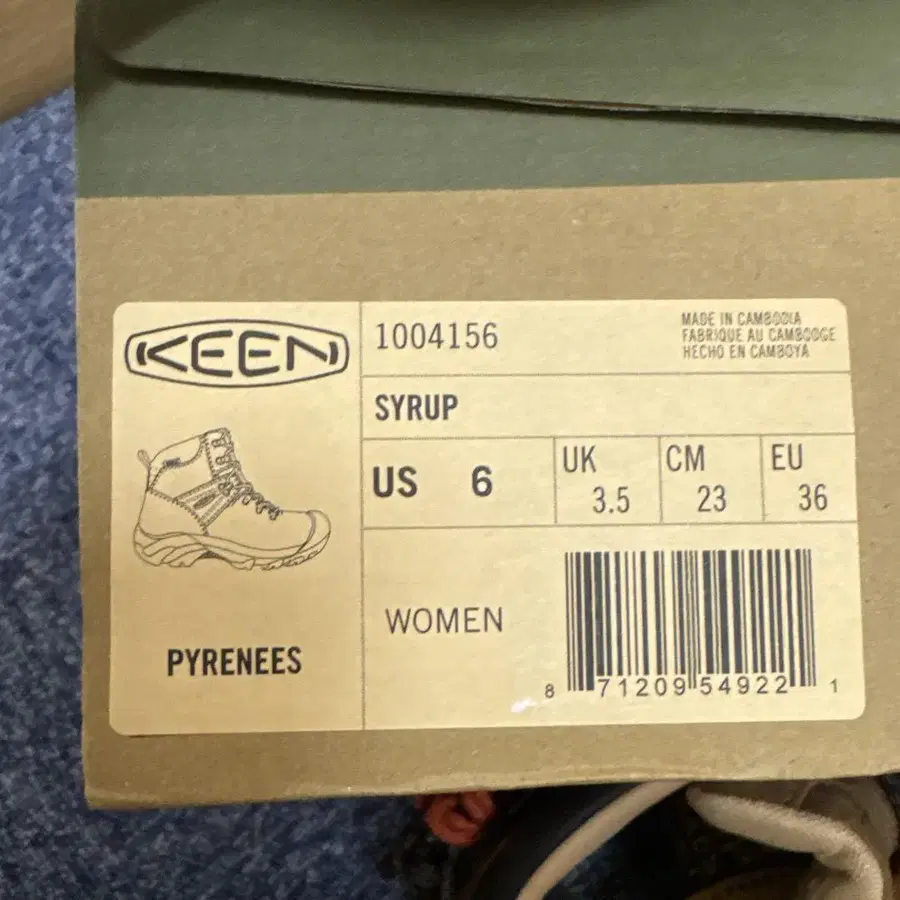 KEEN
1004156
MADE IN CAMBODIA
FABRIQUE AU CAMBODGE
HECHO EN CAMBOYA
SYRUP
US 6
UK 3.5
CM 23
EU 36
WOMEN
PYRENEES
8 71209 54922 1